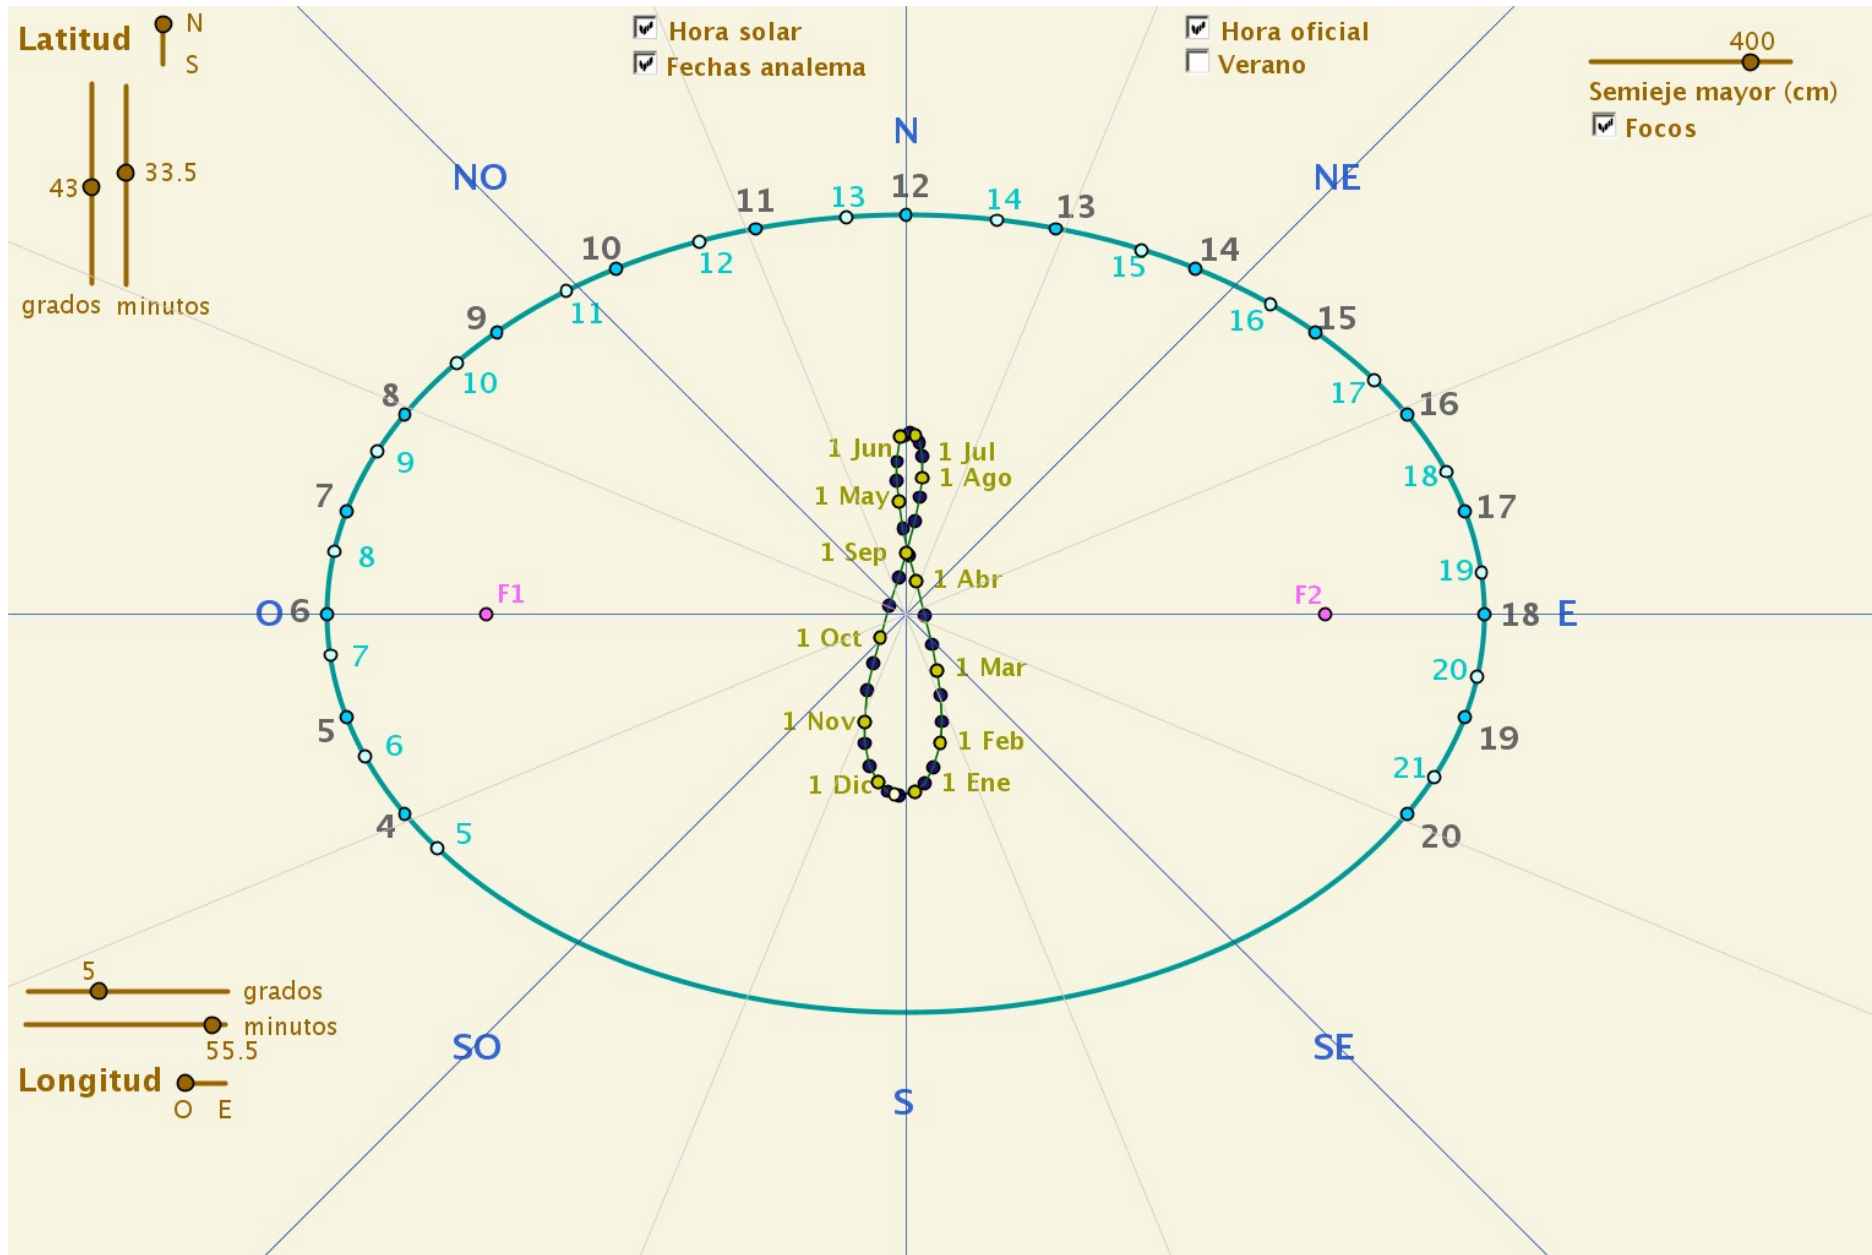 Latitud
N
S
43
33.5
grados minutos
Hora solar
Fechas analema
Hora oficial
Verano
400
Semieje mayor (cm)
Focos
N
NO
NE
12
11
13
14
13
10
12
15
14
9
11
16
15
8
10
17
16
7
9
18
17
8
19
O 6
F1
F2
18 E
7
20
5
6
21
19
4
5
20
1 Jun
1 Jul
1 Ago
1 May
1 Sep
1 Abr
1 Oct
1 Mar
1 Nov
1 Feb
1 Dic
1 Ene
5
grados
minutos
55.5
Longitud
O E
SO
SE
S